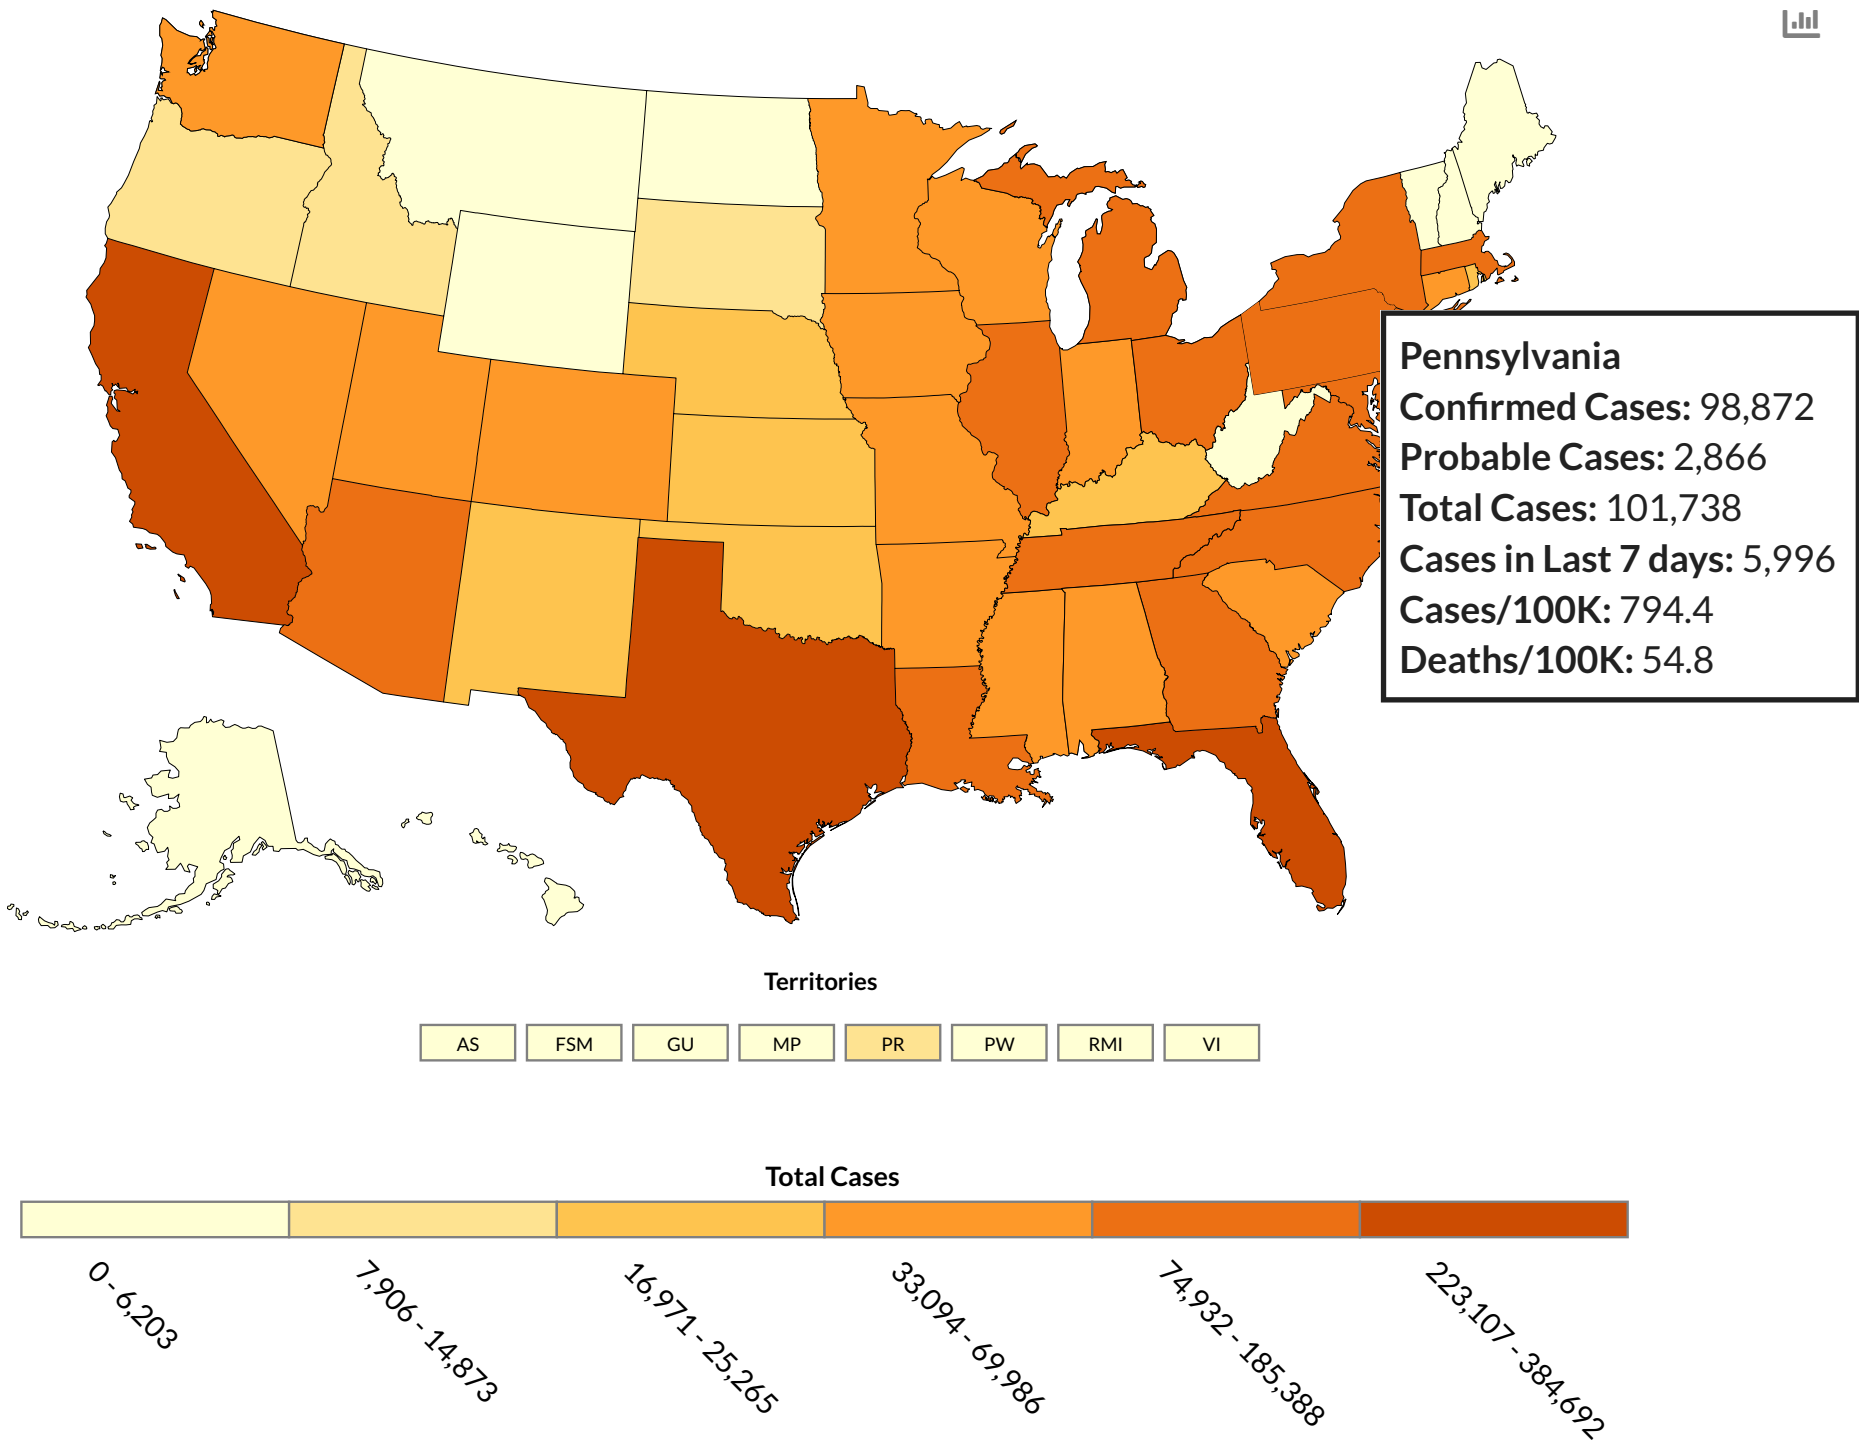 Pennsylvania
Confirmed Cases: 98,872
Probable Cases: 2,866
Total Cases: 101,738
Cases in Last 7 days: 5,996
Cases/100K: 794.4
Deaths/100K: 54.8
Territories
AS FSM GU MP PR PW RMI VI
Total Cases
0 - 6,203
7,906 - 14,873
16,971 - 25,265
33,094 - 69,986
74,932 - 185,388
223,107 - 384,692